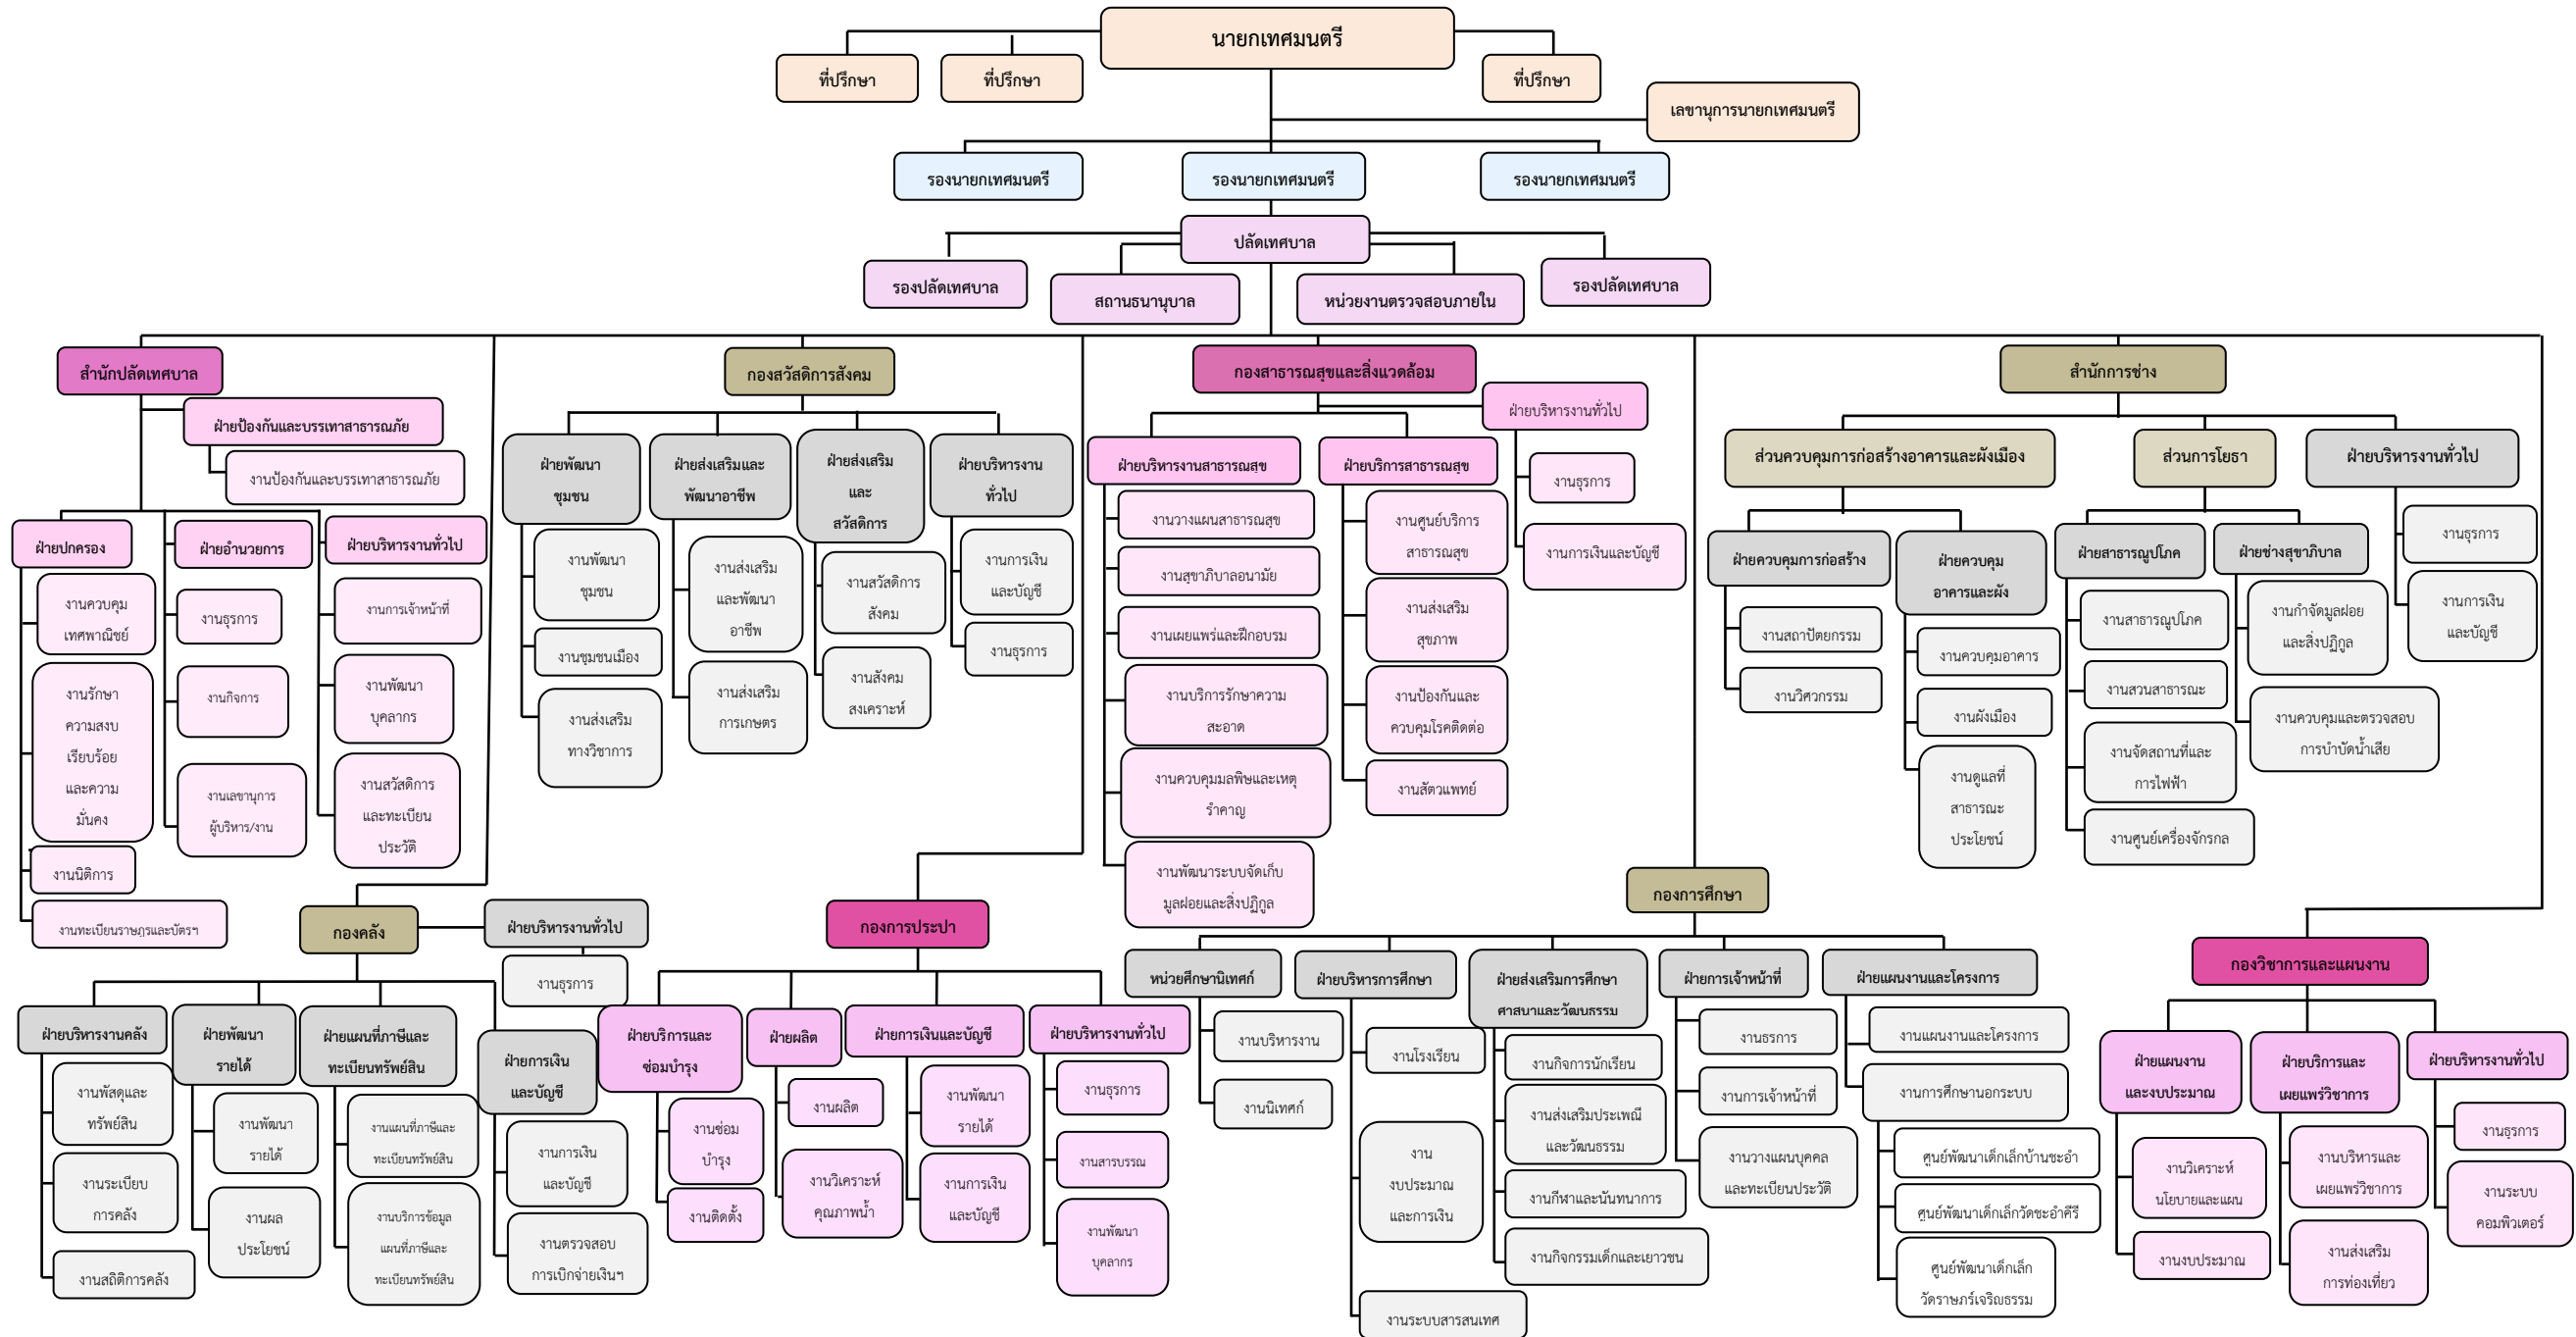 นายกเทศมนตรี
ที่ปรึกษา
ที่ปรึกษา
ที่ปรึกษา
เลขานุการนายกเทศมนตรี
รองนายกเทศมนตรี
รองนายกเทศมนตรี
รองนายกเทศมนตรี
ปลัดเทศบาล
รองปลัดเทศบาล
สถานธนานุบาล
หน่วยงานตรวจสอบภายใน
รองปลัดเทศบาล
สำนักปลัดเทศบาล
ฝ่ายป้องกันและบรรเทาสาธารณภัย
งานป้องกันและบรรเทาสาธารณภัย
ฝ่ายปกครอง
งานควบคุม
เทศพาณิชย์
งานรักษา
ความสงบ
เรียบร้อย
และความ
มั่นคง
งานนิติการ
งานทะเบียนราษฎรและบัตรฯ
ฝ่ายอำนวยการ
งานธุรการ
งานกิจการ
งานเลขานุการ
ผู้บริหาร/งาน
ฝ่ายบริหารงานทั่วไป
งานการเจ้าหน้าที่
งานพัฒนา
บุคลากร
งานสวัสดิการ
และทะเบียน
ประวัติ
กองสวัสดิการสังคม
ฝ่ายพัฒนา
ชุมชน
งานพัฒนา
ชุมชน
งานชุมชนเมือง
งานส่งเสริม
ทางวิชาการ
ฝ่ายส่งเสริมและ
พัฒนาอาชีพ
งานส่งเสริม
และพัฒนา
อาชีพ
งานส่งเสริม
การเกษตร
ฝ่ายส่งเสริม
และ
สวัสดิการ
งานสวัสดิการ
สังคม
งานสังคม
สงเคราะห์
ฝ่ายบริหารงาน
ทั่วไป
งานการเงิน
และบัญชี
งานธุรการ
กองสาธารณสุขและสิ่งแวดล้อม
ฝ่ายบริหารงานทั่วไป
งานธุรการ
งานการเงินและบัญชี
ฝ่ายบริหารงานสาธารณสุข
งานวางแผนสาธารณสุข
งานสุขาภิบาลอนามัย
งานเผยแพร่และฝึกอบรม
งานบริการรักษาความ
สะอาด
งานควบคุมมลพิษและเหตุ
รำคาญ
งานพัฒนาระบบจัดเก็บ
มูลฝอยและสิ่งปฏิกูล
ฝ่ายบริการสาธารณสุข
งานศูนย์บริการ
สาธารณสุข
งานส่งเสริม
สุขภาพ
งานป้องกันและ
ควบคุมโรคติดต่อ
งานสัตวแพทย์
สำนักการช่าง
ส่วนควบคุมการก่อสร้างอาคารและผังเมือง
ส่วนการโยธา
ฝ่ายบริหารงานทั่วไป
งานธุรการ
งานการเงิน
และบัญชี
ฝ่ายควบคุมการก่อสร้าง
งานสถาปัตยกรรม
งานวิศวกรรม
ฝ่ายควบคุม
อาคารและผัง
งานควบคุมอาคาร
งานผังเมือง
งานดูแลที่
สาธารณะ
ประโยชน์
ฝ่ายสาธารณูปโภค
งานสาธารณูปโภค
งานสวนสาธารณะ
งานจัดสถานที่และ
การไฟฟ้า
งานศูนย์เครื่องจักรกล
ฝ่ายช่างสุขาภิบาล
งานกำจัดมูลฝอย
และสิ่งปฏิกูล
งานควบคุมและตรวจสอบ
การบำบัดน้ำเสีย
กองคลัง
ฝ่ายบริหารงานทั่วไป
งานธุรการ
ฝ่ายบริหารงานคลัง
งานพัสดุและ
ทรัพย์สิน
งานระเบียบ
การคลัง
งานสถิติการคลัง
ฝ่ายพัฒนา
รายได้
งานพัฒนา
รายได้
งานผล
ประโยชน์
ฝ่ายแผนที่ภาษีและ
ทะเบียนทรัพย์สิน
งานแผนที่ภาษีและ
ทะเบียนทรัพย์สิน
งานบริการข้อมูล
แผนที่ภาษีและ
ทะเบียนทรัพย์สิน
ฝ่ายการเงิน
และบัญชี
งานการเงิน
และบัญชี
งานตรวจสอบ
การเบิกจ่ายเงินฯ
กองการประปา
ฝ่ายบริการและ
ซ่อมบำรุง
งานซ่อม
บำรุง
งานติดตั้ง
ฝ่ายผลิต
งานผลิต
งานวิเคราะห์
คุณภาพน้ำ
ฝ่ายการเงินและบัญชี
งานพัฒนา
รายได้
งานการเงิน
และบัญชี
ฝ่ายบริหารงานทั่วไป
งานธุรการ
งานสารบรรณ
งานพัฒนา
บุคลากร
กองการศึกษา
หน่วยศึกษานิเทศก์
งานบริหารงาน
งานนิเทศก์
ฝ่ายบริหารการศึกษา
งานโรงเรียน
งาน
งบประมาณ
และการเงิน
งานระบบสารสนเทศ
ฝ่ายส่งเสริมการศึกษา
ศาสนาและวัฒนธรรม
งานกิจการนักเรียน
งานส่งเสริมประเพณี
และวัฒนธรรม
งานกีฬาและนันทนาการ
งานกิจกรรมเด็กและเยาวชน
ฝ่ายการเจ้าหน้าที่
งานธุรการ
งานการเจ้าหน้าที่
งานวางแผนบุคคล
และทะเบียนประวัติ
ฝ่ายแผนงานและโครงการ
งานแผนงานและโครงการ
งานการศึกษานอกระบบ
ศูนย์พัฒนาเด็กเล็กบ้านชะอำ
ศูนย์พัฒนาเด็กเล็กวัดชะอำคีรี
ศูนย์พัฒนาเด็กเล็ก
วัดราษฎร์เจริญธรรม
กองวิชาการและแผนงาน
ฝ่ายแผนงาน
และงบประมาณ
งานวิเคราะห์
นโยบายและแผน
งานงบประมาณ
ฝ่ายบริการและ
เผยแพร่วิชาการ
งานบริหารและ
เผยแพร่วิชาการ
งานส่งเสริม
การท่องเที่ยว
ฝ่ายบริหารงานทั่วไป
งานธุรการ
งานระบบ
คอมพิวเตอร์